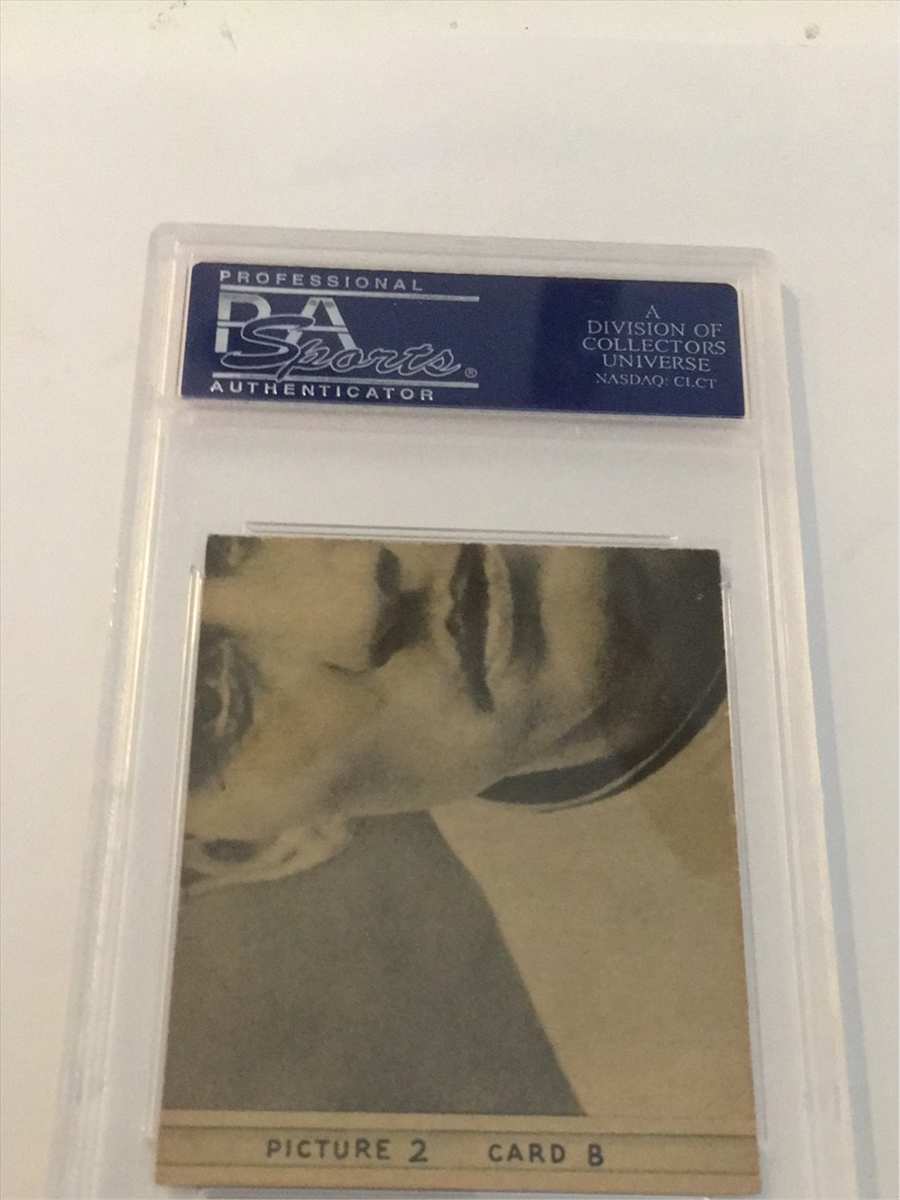 PROFESSIONAL
PSA
Sports®
AUTHENTICATOR
A
DIVISION OF
COLLECTORS
UNIVERSE
NASDAQ: CLCT
PICTURE 2 CARD B